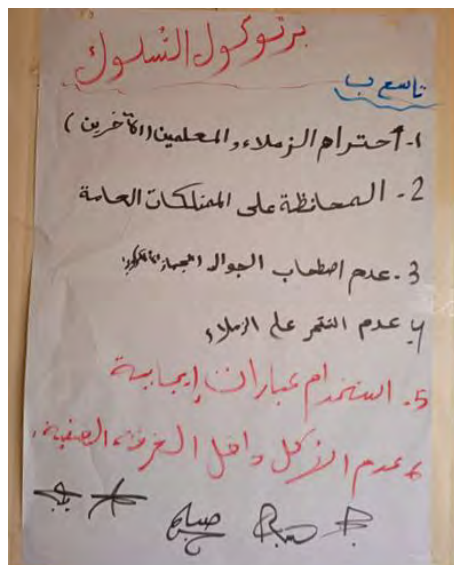 برتوكول السلوك
تاسع ب
1- احترام الزملاء والمعلمين (الآخرين)
2- المحافظة على الممتلكات العامة
3- عدم اصطحاب الجوال
4 عدم التنمر على الزملاء
5- استخدام عبارات إيجابية
6 عدم الأكل داخل الغرفة الصفية.